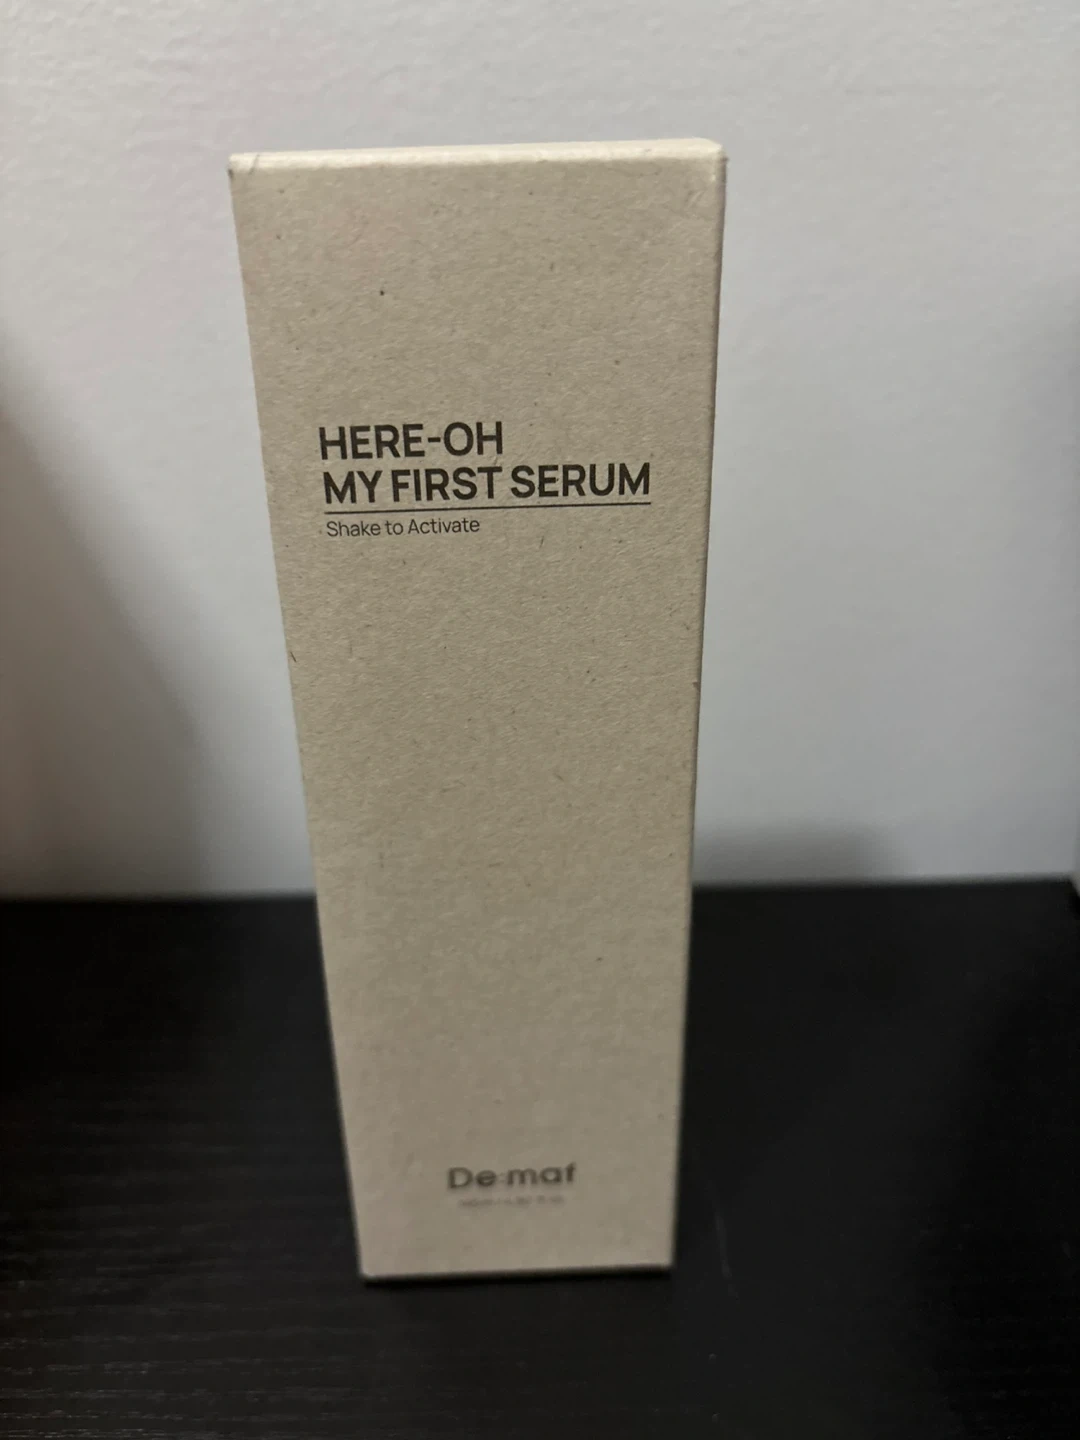 HERE-OH
MY FIRST SERUM
Shake to Activate
De:maf